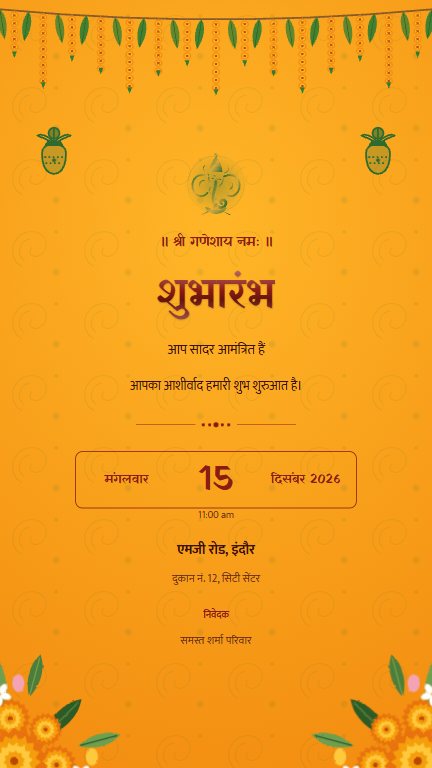 ॥ श्री गणेशाय नमः ॥
शुभारंभ
आप सादर आमंत्रित हैं
आपका आशीर्वाद हमारी शुभ शुरुआत है।
मंगलवार 15 दिसंबर 2026
11:00 am
एमजी रोड, इंदौर
दुकान नं. 12, सिटी सेंटर
निवेदक
समस्त शर्मा परिवार